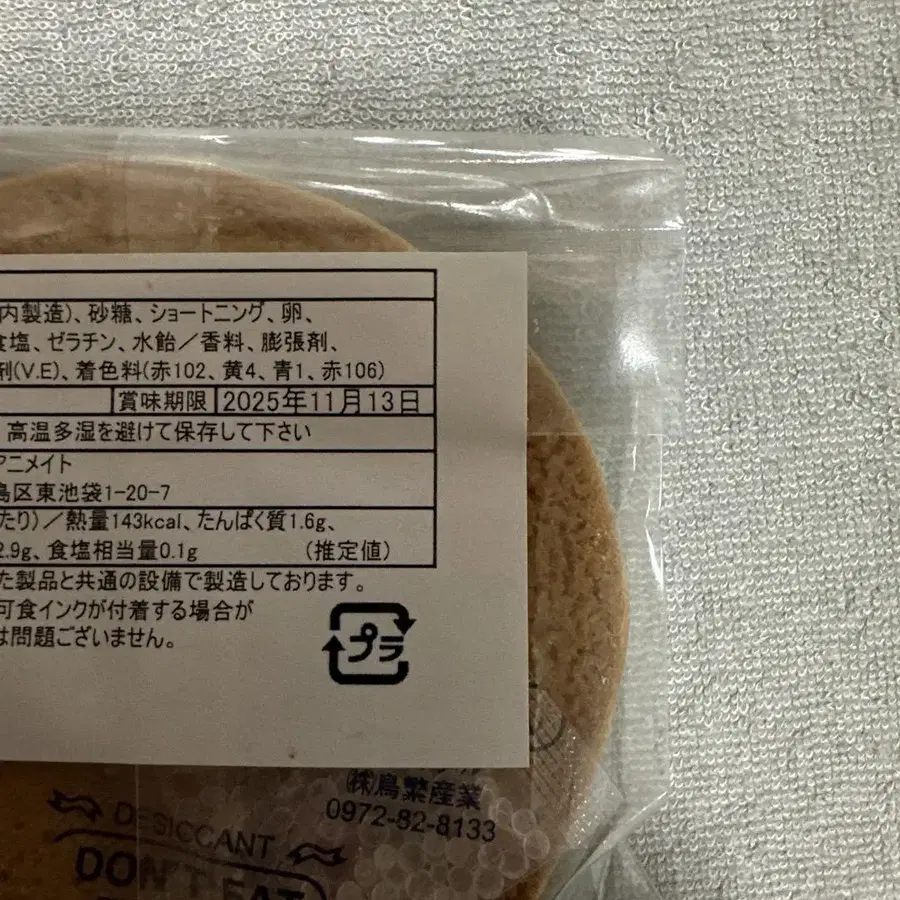 内製造)、砂糖、ショートニング、卵、
食塩、ゼラチン、水飴／香料、膨張剤、
剤(V.E)、着色料(赤102、黄4、青1、赤106)
賞味期限 2025年11月13日
高温多湿を避けて保存して下さい
アニメイト
島区東池袋1-20-7
たり)／熱量143kcal、たんぱく質1.6g、
2.9g、食塩相当量0.1g (推定値)
た製品と共通の設備で製造しております。
可食インクが付着する場合が
は問題ございません。
プラ
㈱鳥繁産業
0972-82-8133
DESICCANT
DON'T EAT